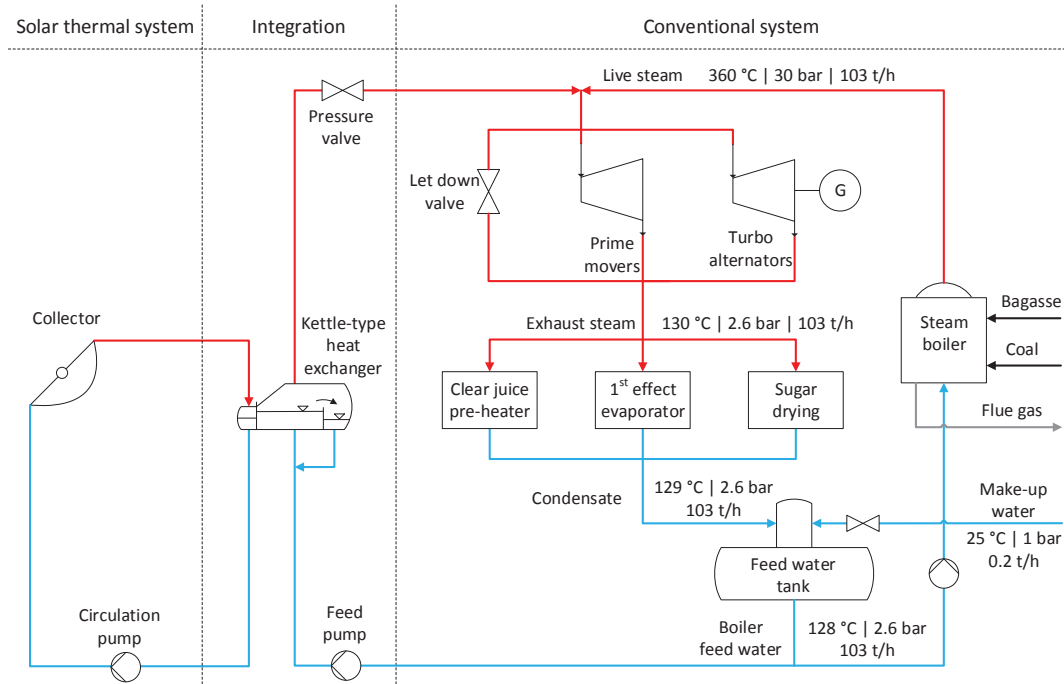 Solar thermal system
Integration
Conventional system
Live steam
360 °C | 30 bar | 103 t/h
Pressure
valve
Let down
valve
G
Prime
movers
Turbo
alternators
Bagasse
Steam
boiler
Coal
Flue gas
Collector
Kettle-type
heat
exchanger
Exhaust steam
130 °C | 2.6 bar | 103 t/h
Clear juice
pre-heater
1st effect
evaporator
Sugar
drying
Condensate
129 °C | 2.6 bar
103 t/h
Make-up
water
25 °C | 1 bar
0.2 t/h
Feed water
tank
Circulation
pump
Feed
pump
Boiler
feed water
128 °C | 2.6 bar
103 t/h